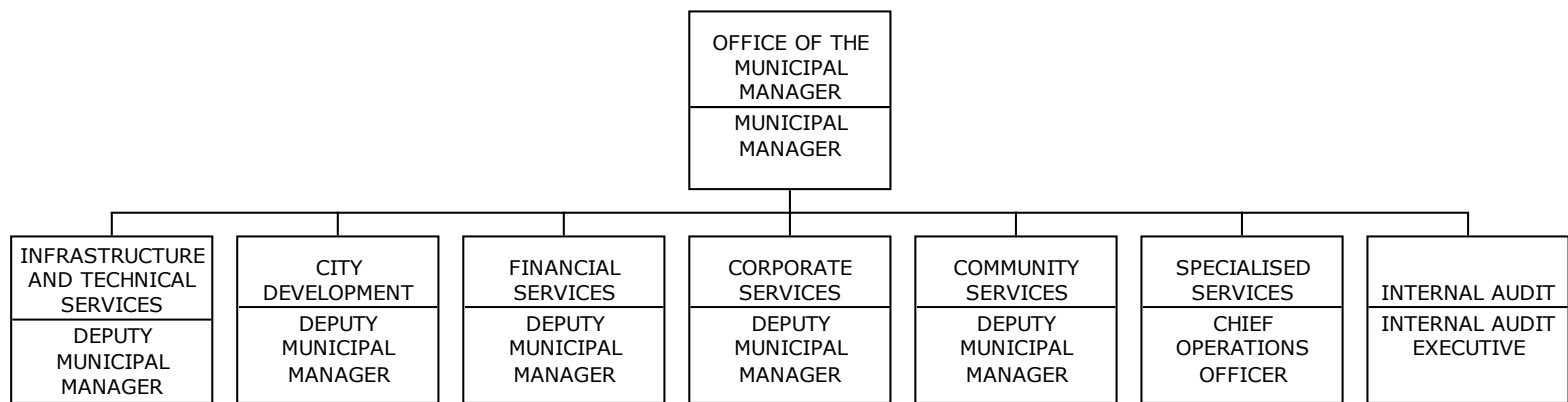 OFFICE OF THE
MUNICIPAL
MANAGER
MUNICIPAL
MANAGER
INFRASTRUCTURE
AND TECHNICAL
SERVICES
DEPUTY
MUNICIPAL
MANAGER
CITY
DEVELOPMENT
DEPUTY
MUNICIPAL
MANAGER
FINANCIAL
SERVICES
DEPUTY
MUNICIPAL
MANAGER
CORPORATE
SERVICES
DEPUTY
MUNICIPAL
MANAGER
COMMUNITY
SERVICES
DEPUTY
MUNICIPAL
MANAGER
SPECIALISED
SERVICES
CHIEF
OPERATIONS
OFFICER
INTERNAL AUDIT
INTERNAL AUDIT
EXECUTIVE